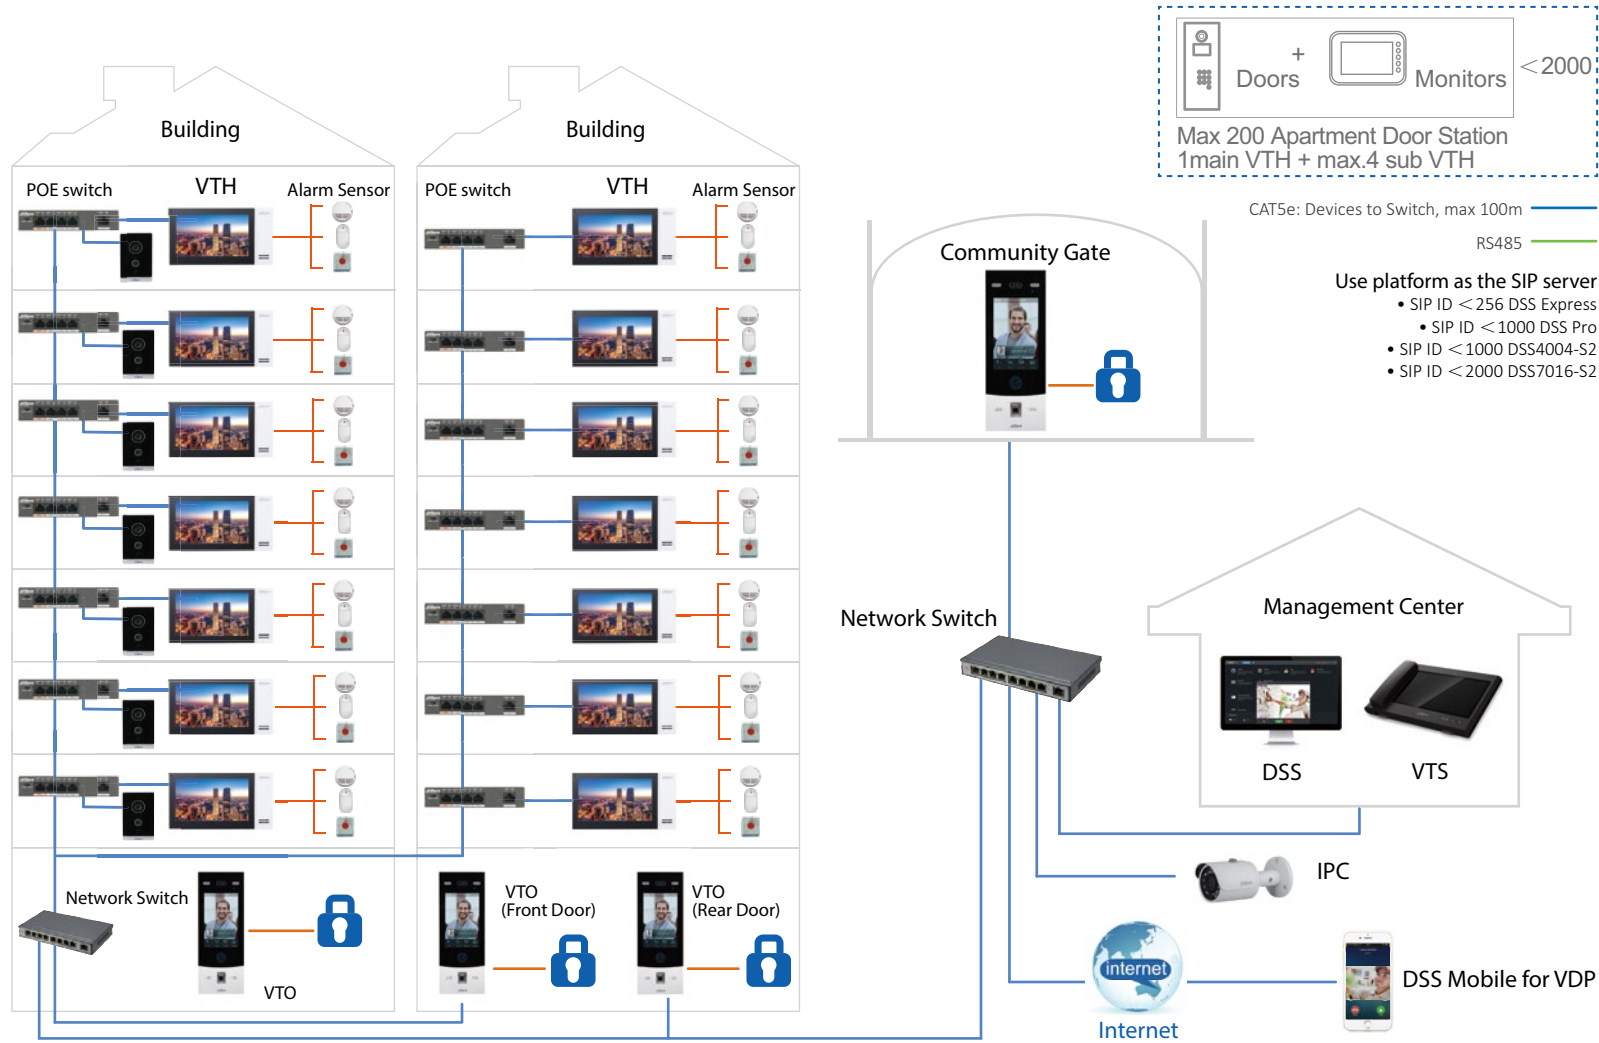 Doors
+
Monitors
<2000
Max 200 Apartment Door Station
1main VTH + max.4 sub VTH
Building
Building
POE switch
VTH
Alarm Sensor
POE switch
VTH
Alarm Sensor
CAT5e: Devices to Switch, max 100m
RS485
Community Gate
Use platform as the SIP server
• SIP ID <256 DSS Express
• SIP ID <1000 DSS Pro
• SIP ID <1000 DSS4004-S2
• SIP ID <2000 DSS7016-S2
Network Switch
Management Center
DSS
VTS
IPC
Network Switch
VTO
VTO
(Front Door)
VTO
(Rear Door)
internet
Internet
DSS Mobile for VDP